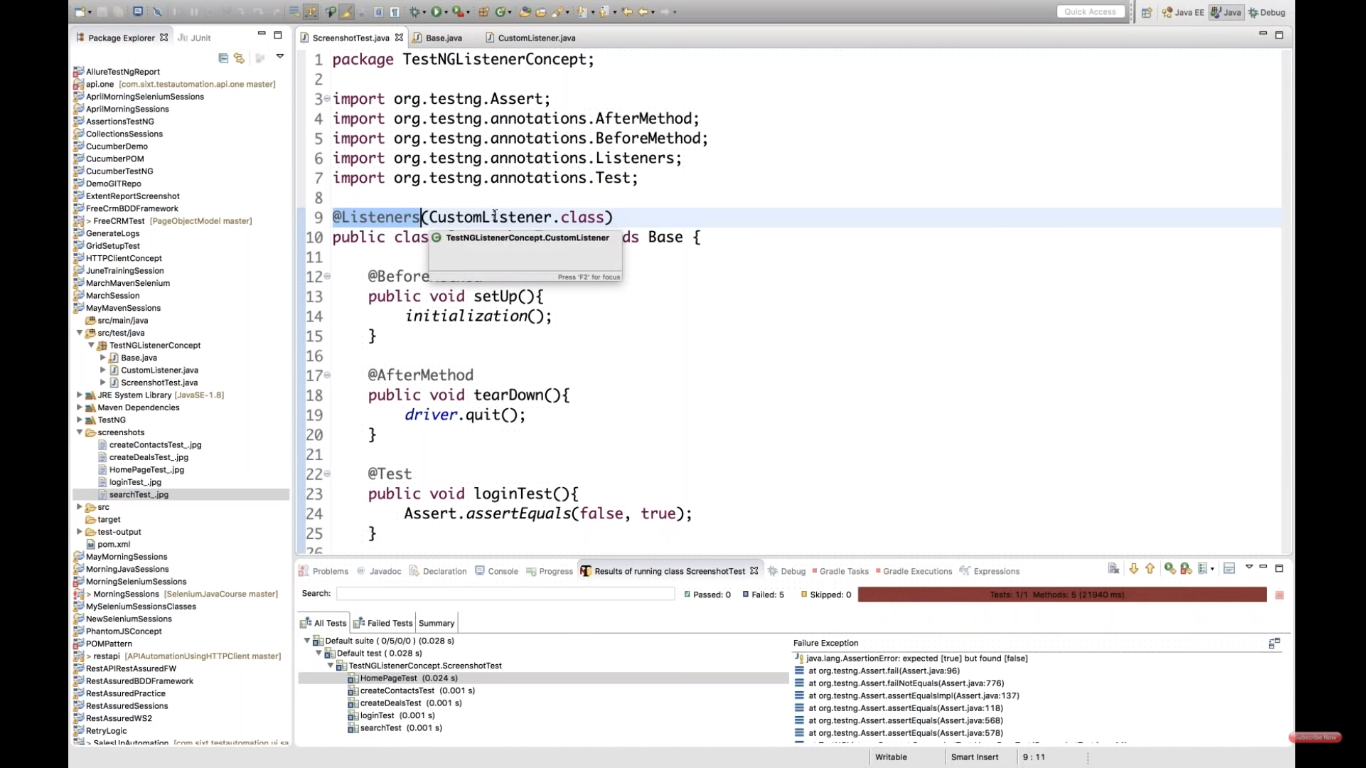 Quick Access
Java EE
Java
Debug
Package Explorer
JUnit
ScreenshotTest.java
Base.java
CustomListener.java
AllureTestNgReport
api.one [com.sixt.testautomation.api.one master]
AprilMorningSeleniumSessions
AprilMorningSessions
AssertionsTestNG
CollectionsSessions
CucumberDemo
CucumberPOM
CucumberTestNG
DemoGITRepo
ExtentReportScreenshot
FreeCrmBDDFramework
> FreeCRMTest [PageObjectModel master]
GenerateLogs
GridSetupTest
HTTPClientConcept
JuneTrainingSession
MarchMavenSelenium
MarchSession
MayMavenSessions
src/main/java
src/test/java
TestNGListenerConcept
Base.java
CustomListener.java
ScreenshotTest.java
JRE System Library [JavaSE-1.8]
Maven Dependencies
TestNG
screenshots
createContactsTest_.jpg
createDealsTest_.jpg
HomePageTest_.jpg
loginTest_.jpg
searchTest_.jpg
src
target
test-output
pom.xml
MayMorningSessions
MorningJavaSessions
MorningSeleniumSessions
> MorningSessions [SeleniumJavaCourse master]
MySeleniumSessionsClasses
NewSeleniumSessions
PhantomJSConcept
POMPattern
> restapi [APIAutomationUsingHTTPClient master]
RestAPIRestAssuredFW
RestAssuredBDDFramework
RestAssuredPractice
RestAssuredSessions
RestAssuredWS2
RetryLogic
> SalesUpAutomation [com.sixt.testautomation.ui.sa
1 package TestNGListenerConcept;
2
3 import org.testng.Assert;
4 import org.testng.annotations.AfterMethod;
5 import org.testng.annotations.BeforeMethod;
6 import org.testng.annotations.Listeners;
7 import org.testng.annotations.Test;
8
9 @Listeners(CustomListener.class)
10 public clas ds Base {
TestNGListenerConcept.CustomListener
Press 'F2' for focus
11
12 @Before
13 public void setUp(){
14 initialization();
15 }
16
17 @AfterMethod
18 public void tearDown(){
19 driver.quit();
20 }
21
22 @Test
23 public void loginTest(){
24 Assert.assertEquals(false, true);
25 }
26
Problems
Javadoc
Declaration
Console
Progress
Results of running class ScreenshotTest
Debug
Gradle Tasks
Gradle Executions
Expressions
Search:
Passed: 0
Failed: 5
Skipped: 0
Tests: 1/1 Methods: 5 (21940 ms)
All Tests
Failed Tests
Summary
Default suite ( 0/5/0/0 ) (0.028 s)
Default test ( 0.028 s)
TestNGListenerConcept.ScreenshotTest
HomePageTest (0.024 s)
createContactsTest (0.001 s)
createDealsTest (0.001 s)
loginTest (0.001 s)
searchTest (0.001 s)
Failure Exception
java.lang.AssertionError: expected [true] but found [false]
at org.testng.Assert.fail(Assert.java:96)
at org.testng.Assert.failNotEquals(Assert.java:776)
at org.testng.Assert.assertEqualsImpl(Assert.java:137)
at org.testng.Assert.assertEquals(Assert.java:118)
at org.testng.Assert.assertEquals(Assert.java:568)
at org.testng.Assert.assertEquals(Assert.java:578)
Subscribe Now
Writable
Smart Insert
9 : 11